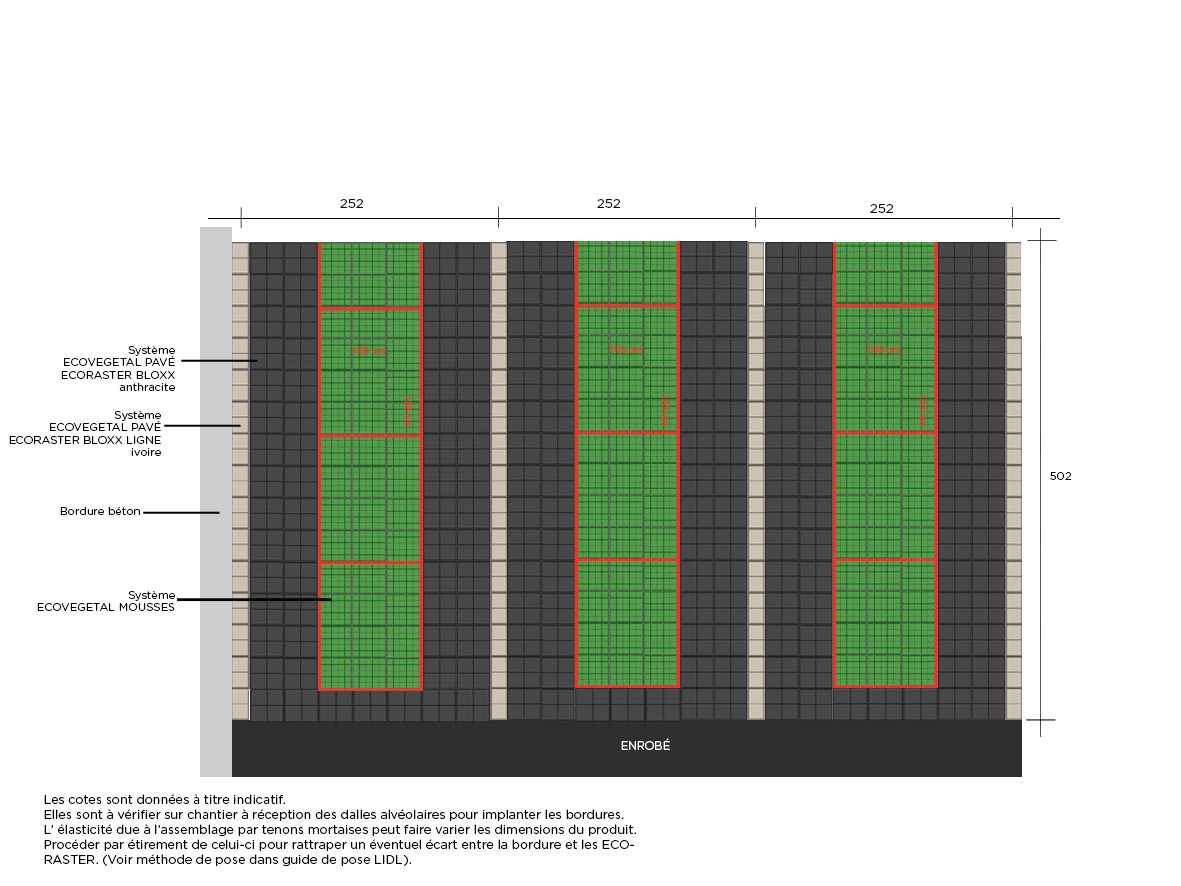 252
252
252
Système
ECOVEGETAL PAVÉ
ECORASTER BLOXX
anthracite
Système
ECOVEGETAL PAVÉ
ECORASTER BLOXX LIGNE
ivoire
502
Bordure béton
Système
ECOVEGETAL MOUSSES
ENROBÉ
Les cotes sont données à titre indicatif.
Elles sont à vérifier sur chantier à réception des dalles alvéolaires pour implanter les bordures.
L' élasticité due à l'assemblage par tenons mortaises peut faire varier les dimensions du produit.
Procéder par étirement de celui-ci pour rattraper un éventuel écart entre la bordure et les ECO-
RASTER. (Voir méthode de pose dans guide de pose LIDL).